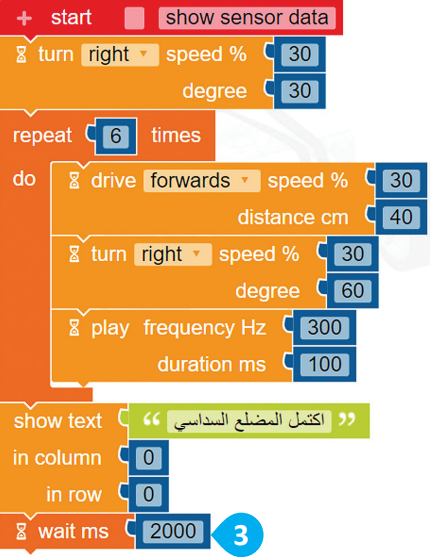 + start show sensor data
turn right speed % 30
degree 30
repeat 6 times
do drive forwards speed % 30
distance cm 40
turn right speed % 30
degree 60
play frequency Hz 300
duration ms 100
show text “ اكتمل المضلع السداسي ”
in column 0
in row 0
wait ms 2000 3